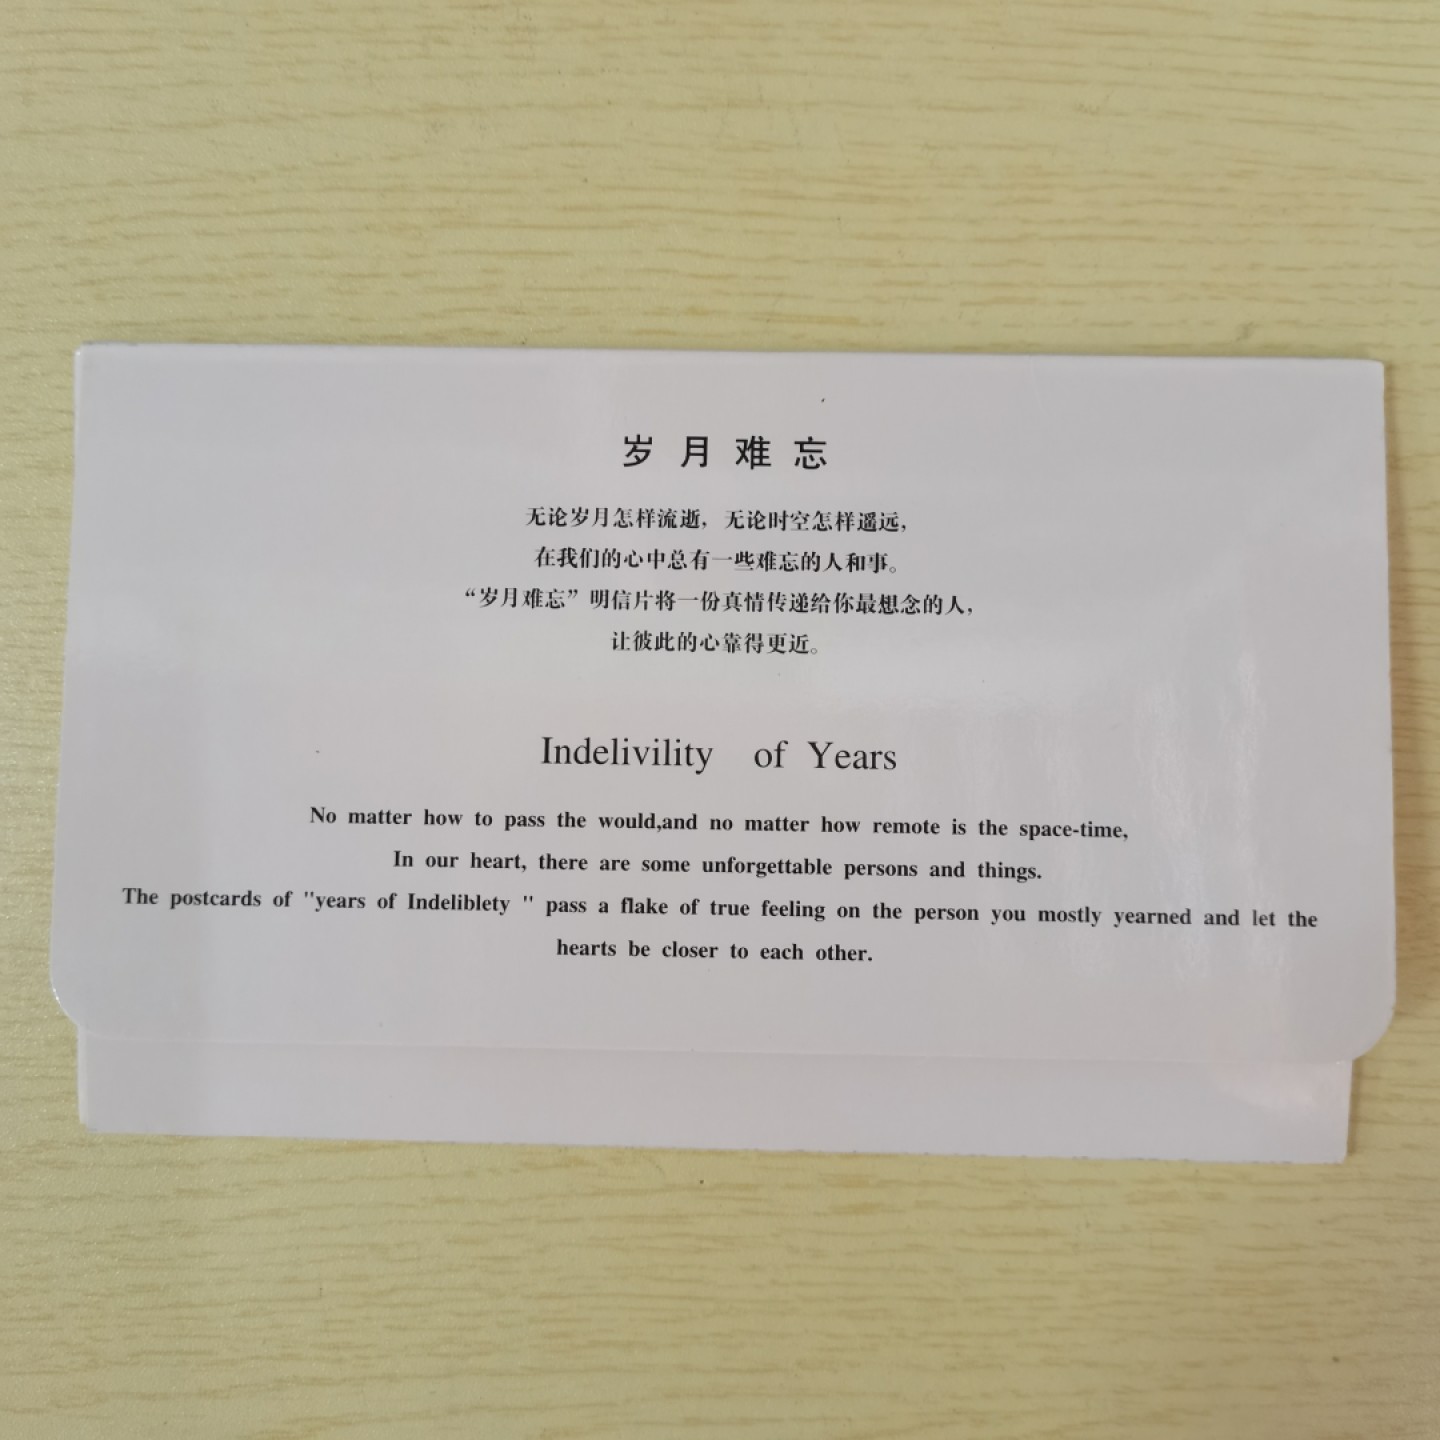 岁月难忘
无论岁月怎样流逝，无论时空怎样遥远，
在我们的心中总有一些难忘的人和事。
“岁月难忘”明信片将一份真情传递给你最想念的人，
让彼此的心靠得更近。
Indelivility of Years
No matter how to pass the would,and no matter how remote is the space-time,
In our heart, there are some unforgettable persons and things.
The postcards of "years of Indeliblety " pass a flake of true feeling on the person you mostly yearned and let the
hearts be closer to each other.